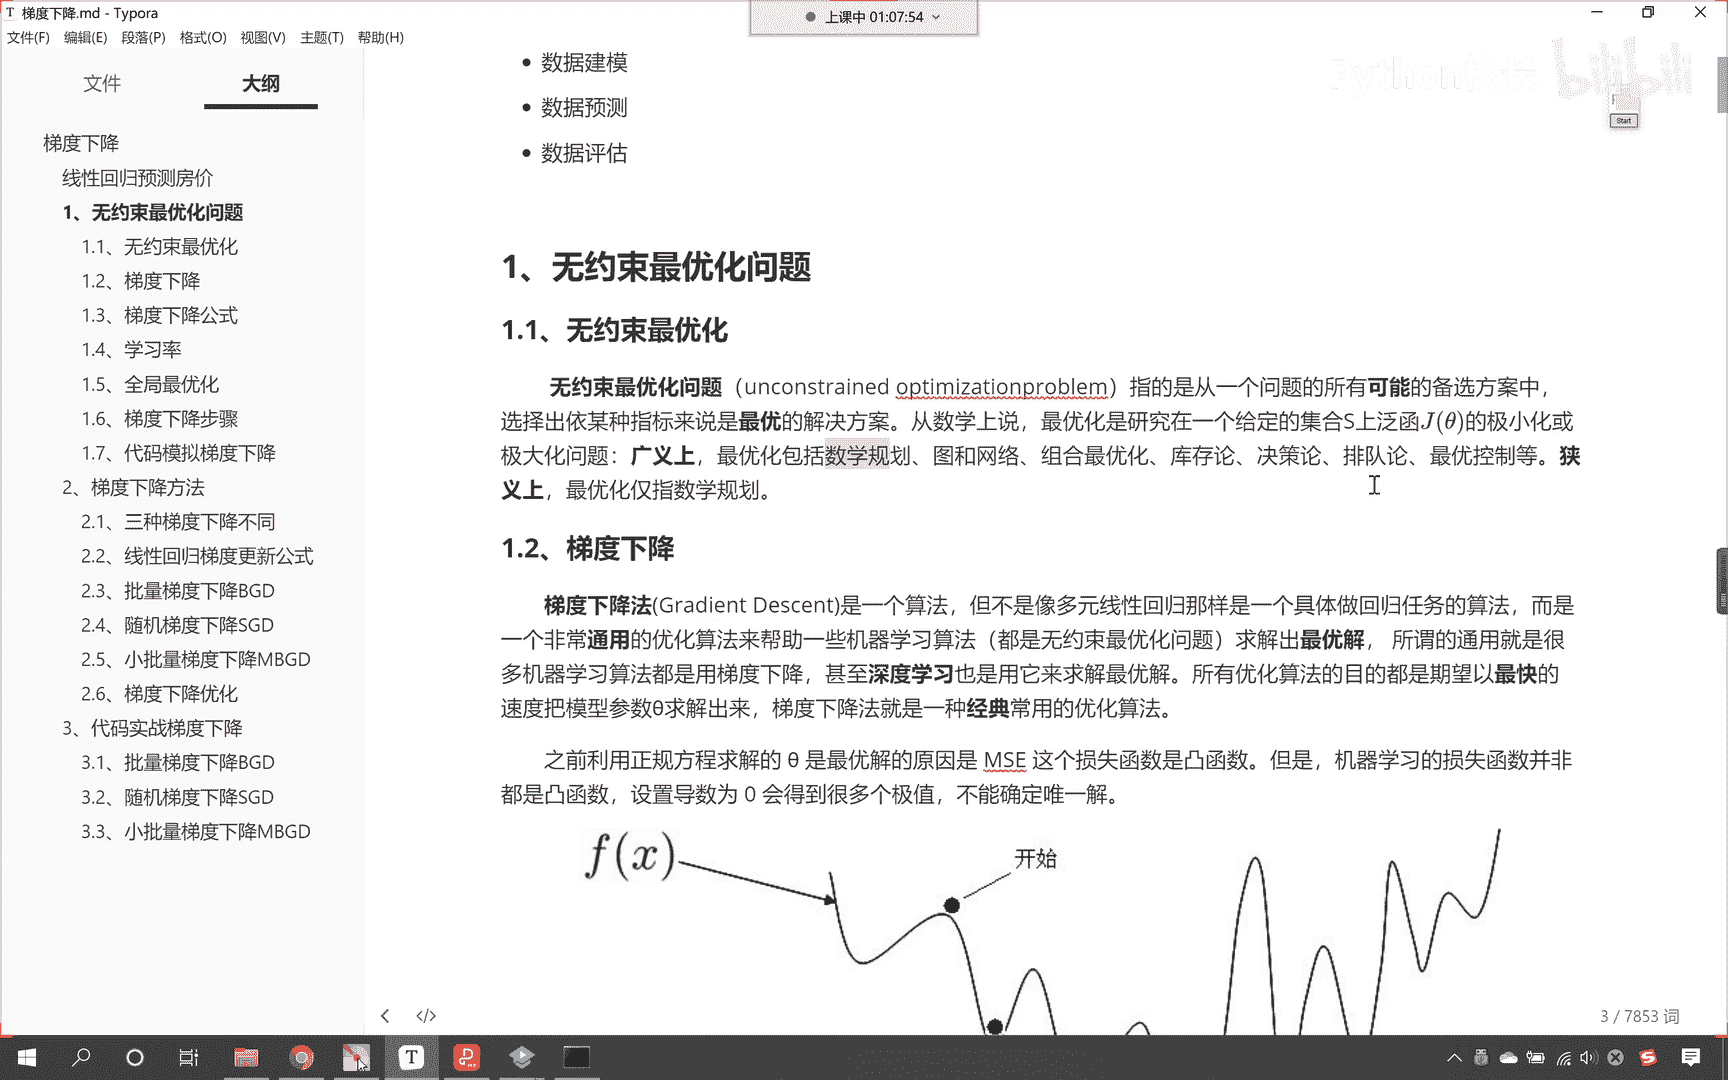 梯度下降.md - Typora
上课中 01:07:54
文件(F) 编辑(E) 段落(P) 格式(O) 视图(V) 主题(T) 帮助(H)
文件 大纲
梯度下降
线性回归预测房价
1、无约束最优化问题
1.1、无约束最优化
1.2、梯度下降
1.3、梯度下降公式
1.4、学习率
1.5、全局最优化
1.6、梯度下降步骤
1.7、代码模拟梯度下降
2、梯度下降方法
2.1、三种梯度下降不同
2.2、线性回归梯度更新公式
2.3、批量梯度下降BGD
2.4、随机梯度下降SGD
2.5、小批量梯度下降MBGD
2.6、梯度下降优化
3、代码实战梯度下降
3.1、批量梯度下降BGD
3.2、随机梯度下降SGD
3.3、小批量梯度下降MBGD
bilibili
Start
• 数据建模
• 数据预测
• 数据评估
1、无约束最优化问题
1.1、无约束最优化
无约束最优化问题（unconstrained optimizationproblem）指的是从一个问题的所有可能的备选方案中，
选择出依某种指标来说是最优的解决方案。从数学上说，最优化是研究在一个给定的集合S上泛函J(θ)的极小化或
极大化问题：广义上，最优化包括数学规划、图和网络、组合最优化、库存论、决策论、排队论、最优控制等。狭
义上，最优化仅指数学规划。
1.2、梯度下降
梯度下降法(Gradient Descent)是一个算法，但不是像多元线性回归那样是一个具体做回归任务的算法，而是
一个非常通用的优化算法来帮助一些机器学习算法（都是无约束最优化问题）求解出最优解， 所谓的通用就是很
多机器学习算法都是用梯度下降，甚至深度学习也是用它来求解最优解。所有优化算法的目的都是期望以最快的
速度把模型参数θ求解出来，梯度下降法就是一种经典常用的优化算法。
之前利用正规方程求解的 θ 是最优解的原因是 MSE 这个损失函数是凸函数。但是，机器学习的损失函数并非
都是凸函数，设置导数为 0 会得到很多个极值，不能确定唯一解。
f(x)
开始
3 / 7853 词